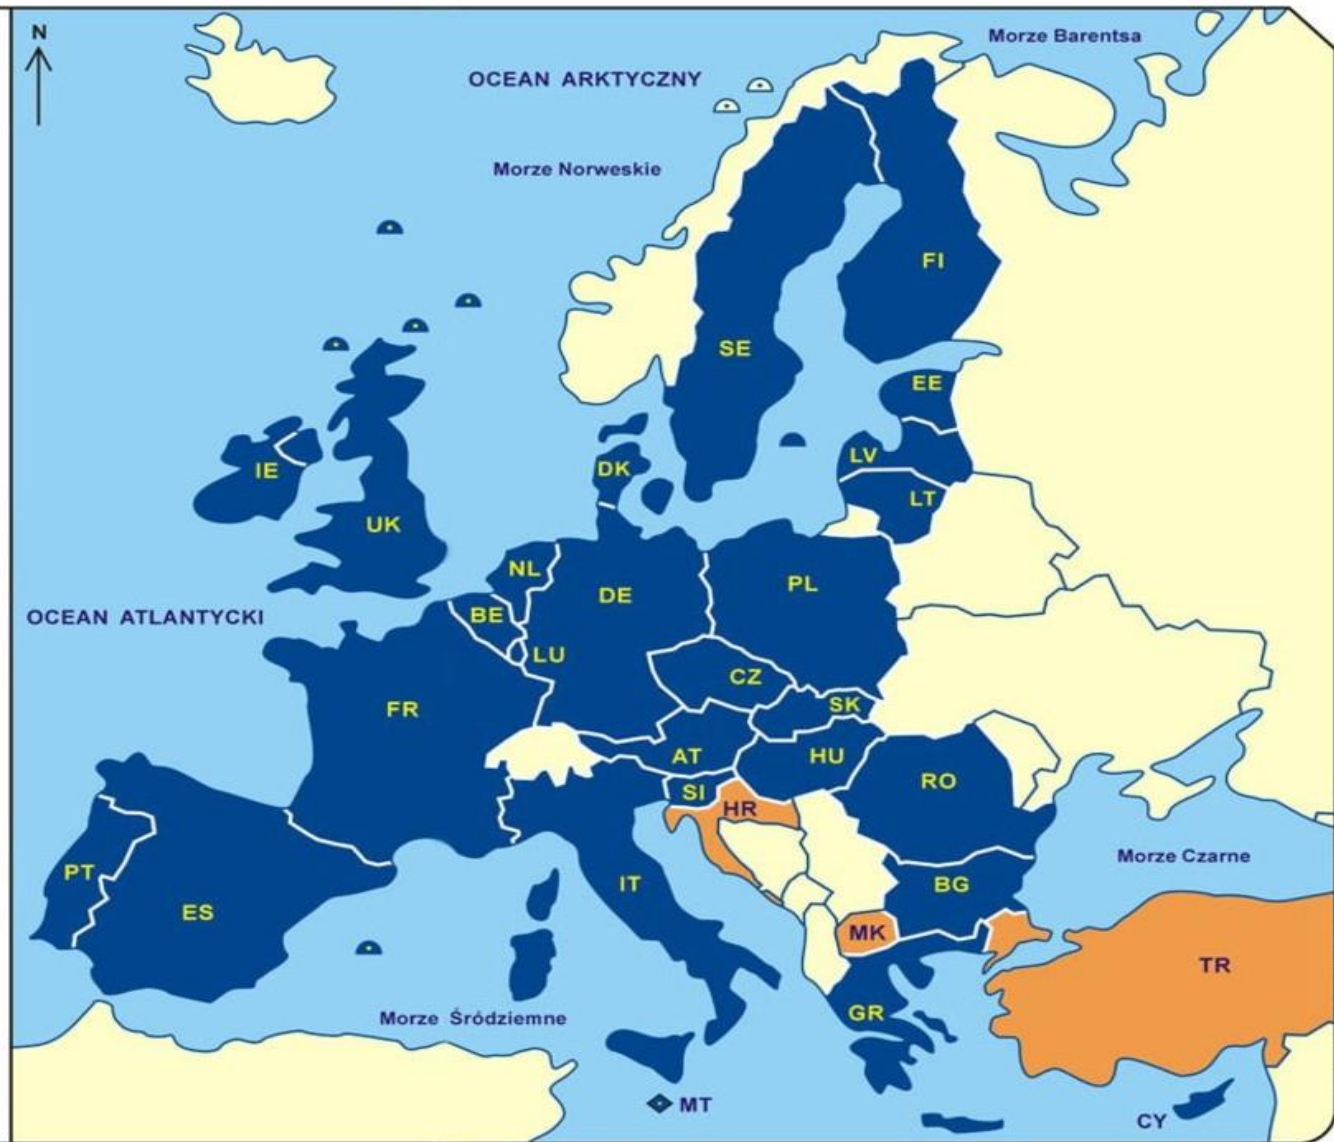 N
Morze Barentsa
OCEAN ARKTYCZNY
Morze Norweskie
FI
SE
EE
LV
DK
IE
LT
UK
NL
PL
DE
BE
OCEAN ATLANTYCKI
LU
CZ
SK
FR
AT
HU
RO
SI
HR
Morze Czarne
PT
IT
BG
ES
MK
TR
GR
Morze Śródziemne
MT
CY